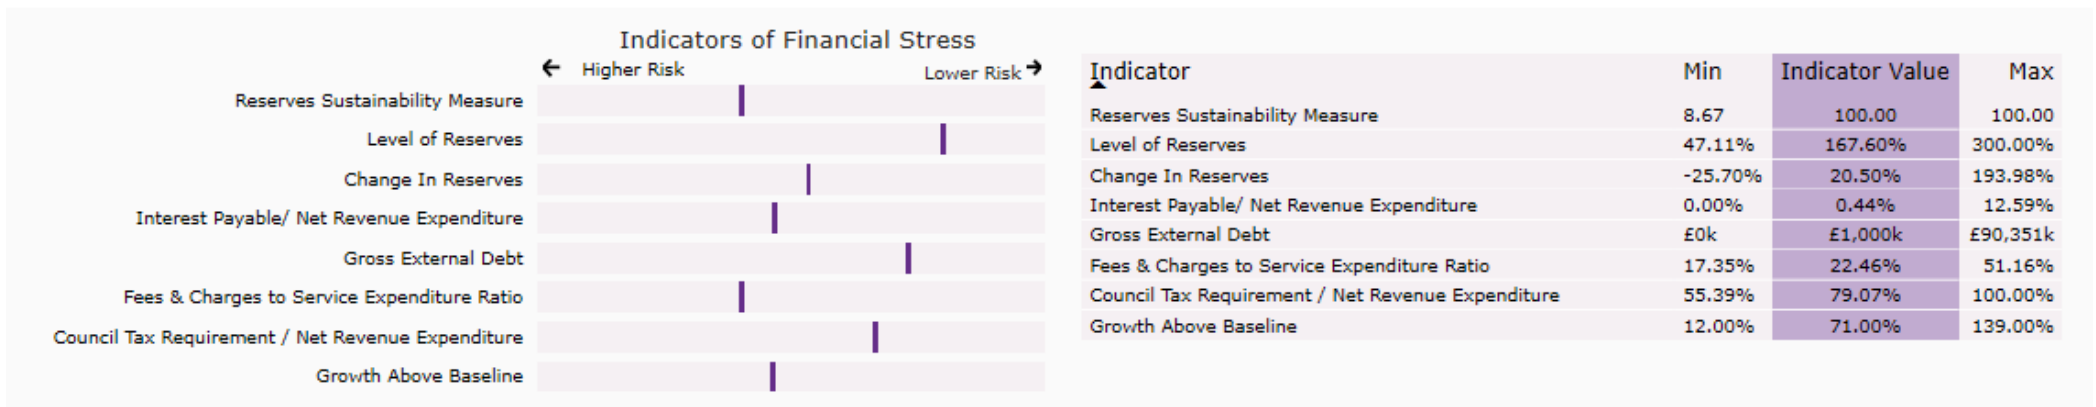 Indicators of Financial Stress
← Higher Risk Lower Risk →
Reserves Sustainability Measure
Level of Reserves
Change In Reserves
Interest Payable/ Net Revenue Expenditure
Gross External Debt
Fees & Charges to Service Expenditure Ratio
Council Tax Requirement / Net Revenue Expenditure
Growth Above Baseline
Indicator Min Indicator Value Max
Reserves Sustainability Measure 8.67 100.00 100.00
Level of Reserves 47.11% 167.60% 300.00%
Change In Reserves -25.70% 20.50% 193.98%
Interest Payable/ Net Revenue Expenditure 0.00% 0.44% 12.59%
Gross External Debt £0k £1,000k £90,351k
Fees & Charges to Service Expenditure Ratio 17.35% 22.46% 51.16%
Council Tax Requirement / Net Revenue Expenditure 55.39% 79.07% 100.00%
Growth Above Baseline 12.00% 71.00% 139.00%